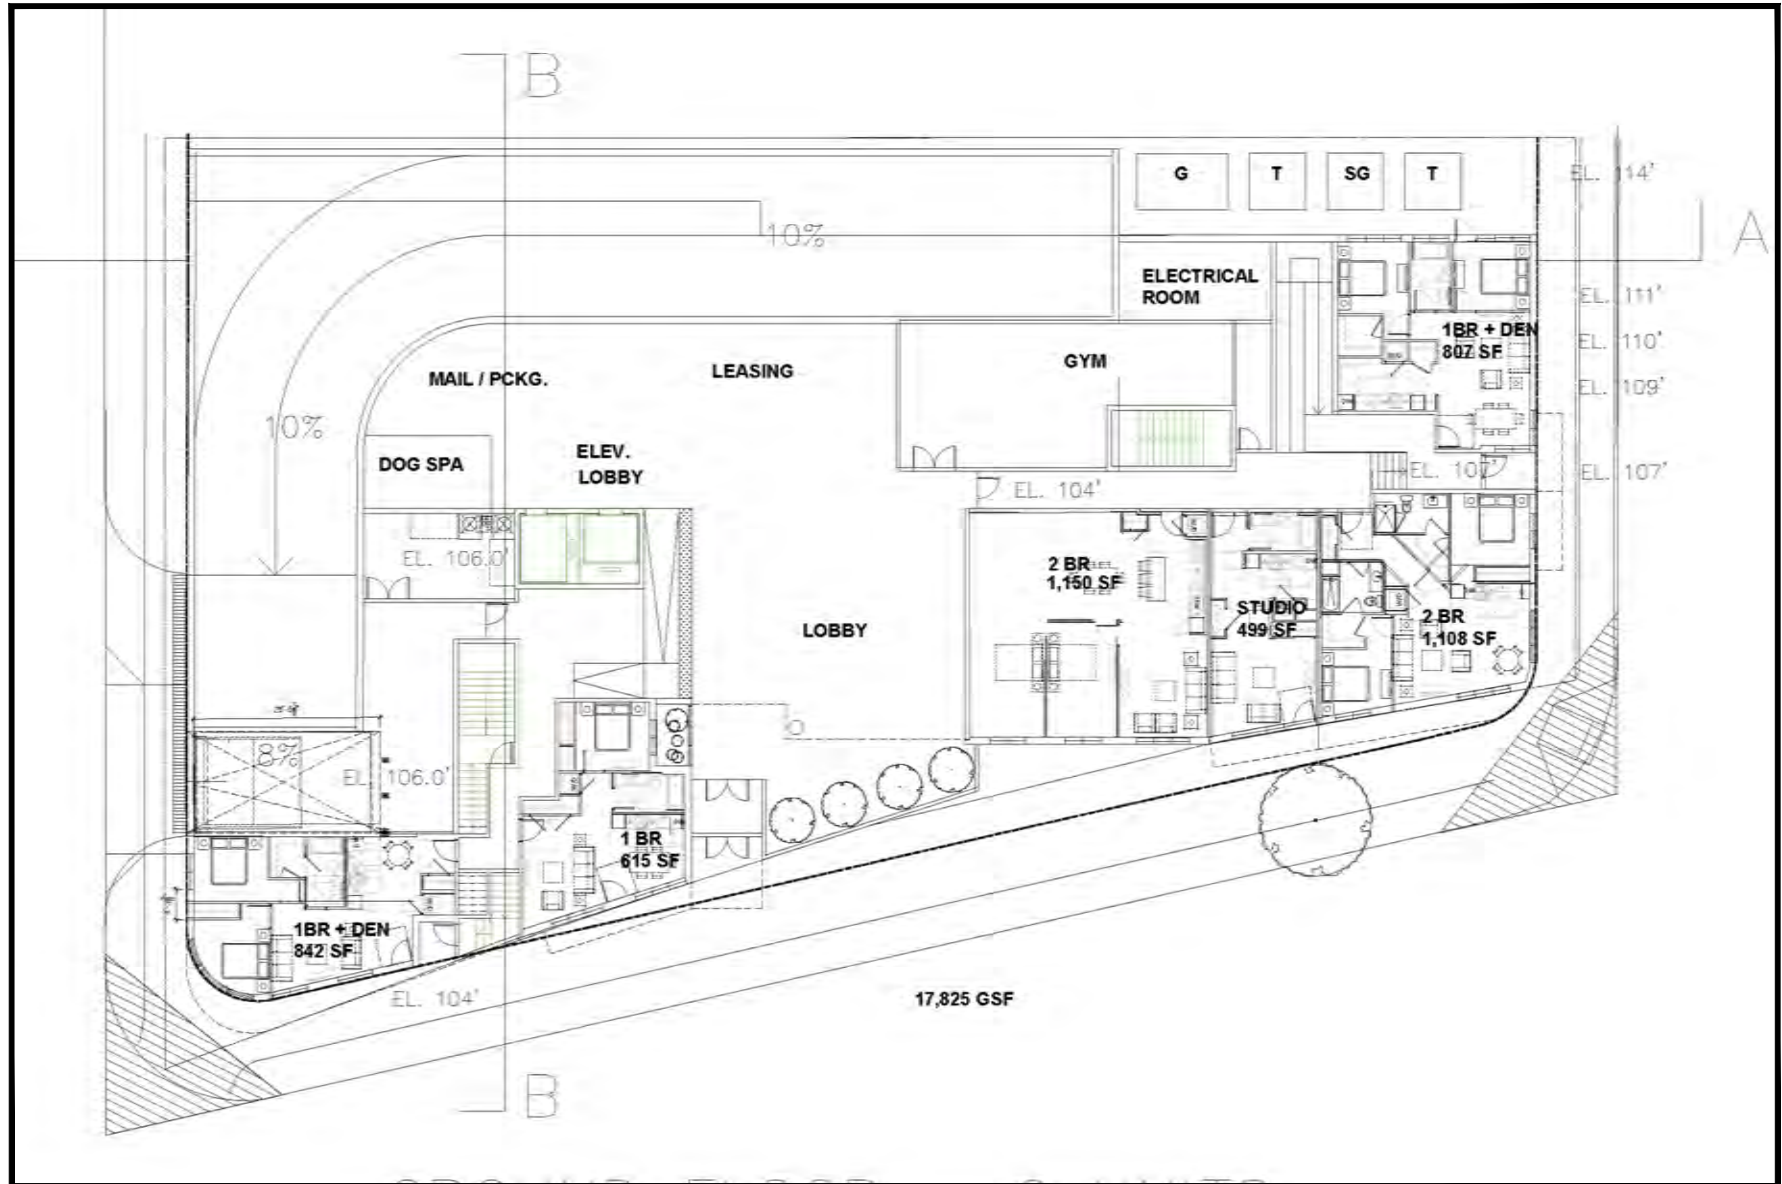 B
G
T
SG
T
EL. 114'
10%
A
ELECTRICAL
ROOM
EL. 111'
1BR + DEN
807 SF
EL. 110'
GYM
LEASING
MAIL / PCKG.
EL. 109'
10%
ELEV.
LOBBY
DOG SPA
EL. 107'
EL. 107'
EL. 104'
EL. 106.0'
2 BR
1,150 SF
STUDIO
499 SF
2 BR
1,108 SF
LOBBY
8%
EL. 106.0'
1 BR
615 SF
1BR + DEN
842 SF
EL. 104'
17,825 GSF
B